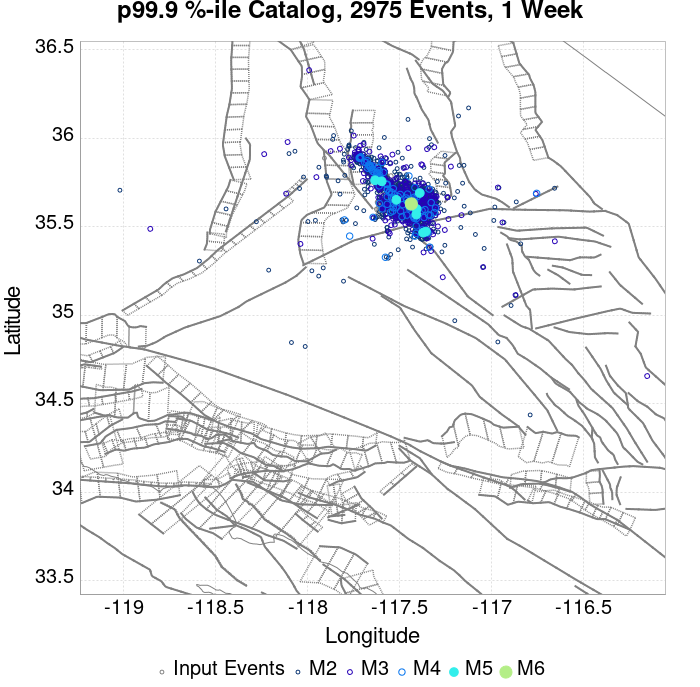 p99.9 %-ile Catalog, 2975 Events, 1 Week
36.5
36
35.5
35
34.5
34
33.5
Latitude
-119 -118.5 -118 -117.5 -117 -116.5
Longitude
Input Events M2 M3 M4 M5 M6